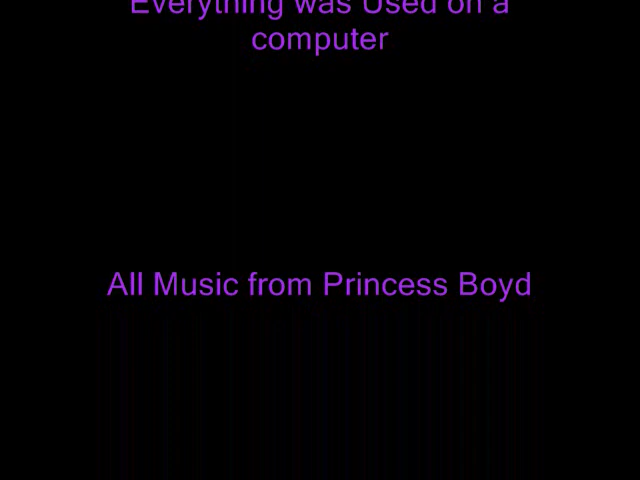 Everything was Used on a
computer
All Music from Princess Boyd